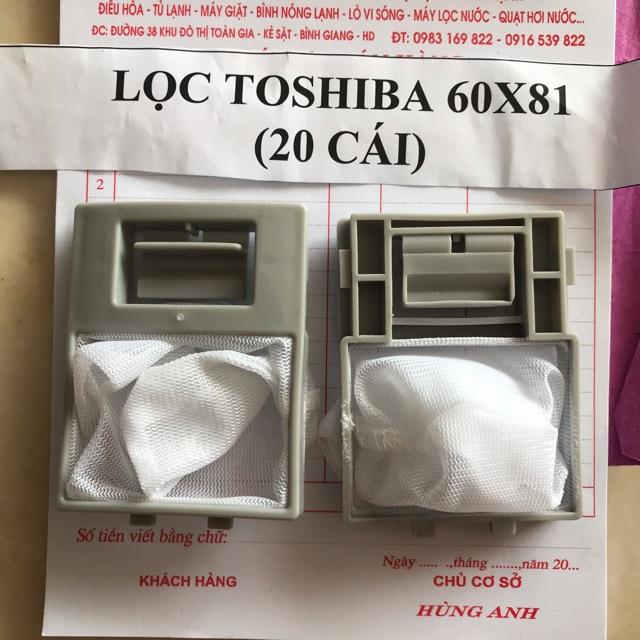 ĐIỀU HÒA - TỦ LẠNH - MÁY GIẶT - BÌNH NÓNG LẠNH - LÒ VI SÓNG - MÁY LỌC NƯỚC - QUẠT HƠI NƯỚC...
ĐC: ĐƯỜNG 38 KHU ĐÔ THỊ TOÀN GIA - KẺ SẶT - BÌNH GIANG - HD ĐT: 0983 169 822 - 0916 539 822
LỌC TOSHIBA 60X81
(20 CÁI)
2
Số tiền viết bằng chữ:
Ngày ..... .,tháng .......,năm 20...
KHÁCH HÀNG CHỦ CƠ SỞ
HÙNG ANH